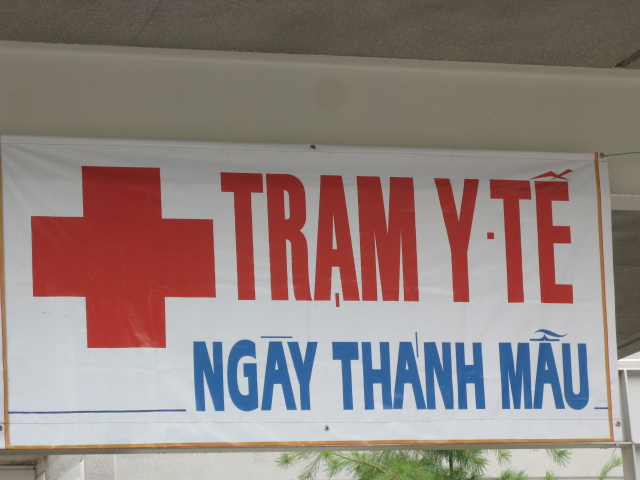 TRẠM Y-TẾ
NGÀY THÁNH MẪU